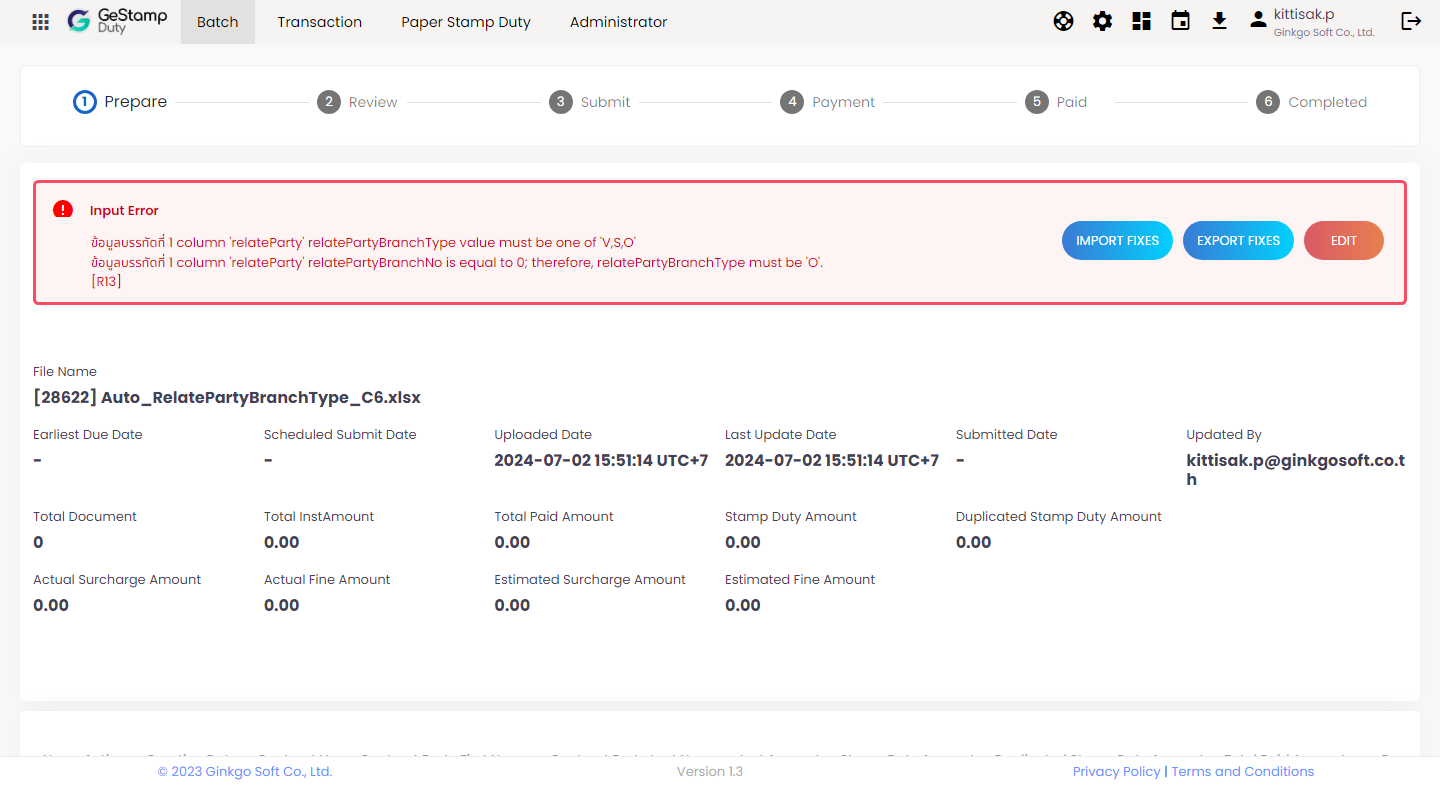 GeStamp
Duty
Batch
Transaction
Paper Stamp Duty
Administrator
kittisak.p
Ginkgo Soft Co., Ltd.
1 Prepare
2 Review
3 Submit
4 Payment
5 Paid
6 Completed
Input Error
ข้อมูลบรรทัดที่ 1 column 'relateParty' relatePartyBranchType value must be one of 'V,S,O'
ข้อมูลบรรทัดที่ 1 column 'relateParty' relatePartyBranchNo is equal to 0; therefore, relatePartyBranchType must be 'O'.
[R13]
IMPORT FIXES
EXPORT FIXES
EDIT
File Name
[28622] Auto_RelatePartyBranchType_C6.xlsx
Earliest Due Date
Scheduled Submit Date
Uploaded Date
Last Update Date
Submitted Date
Updated By
-
-
2024-07-02 15:51:14 UTC+7
2024-07-02 15:51:14 UTC+7
-
kittisak.p@ginkgosoft.co.t
h
Total Document
Total InstAmount
Total Paid Amount
Stamp Duty Amount
Duplicated Stamp Duty Amount
0
0.00
0.00
0.00
0.00
Actual Surcharge Amount
Actual Fine Amount
Estimated Surcharge Amount
Estimated Fine Amount
0.00
0.00
0.00
0.00
© 2023 Ginkgo Soft Co., Ltd.
Version 1.3
Privacy Policy | Terms and Conditions